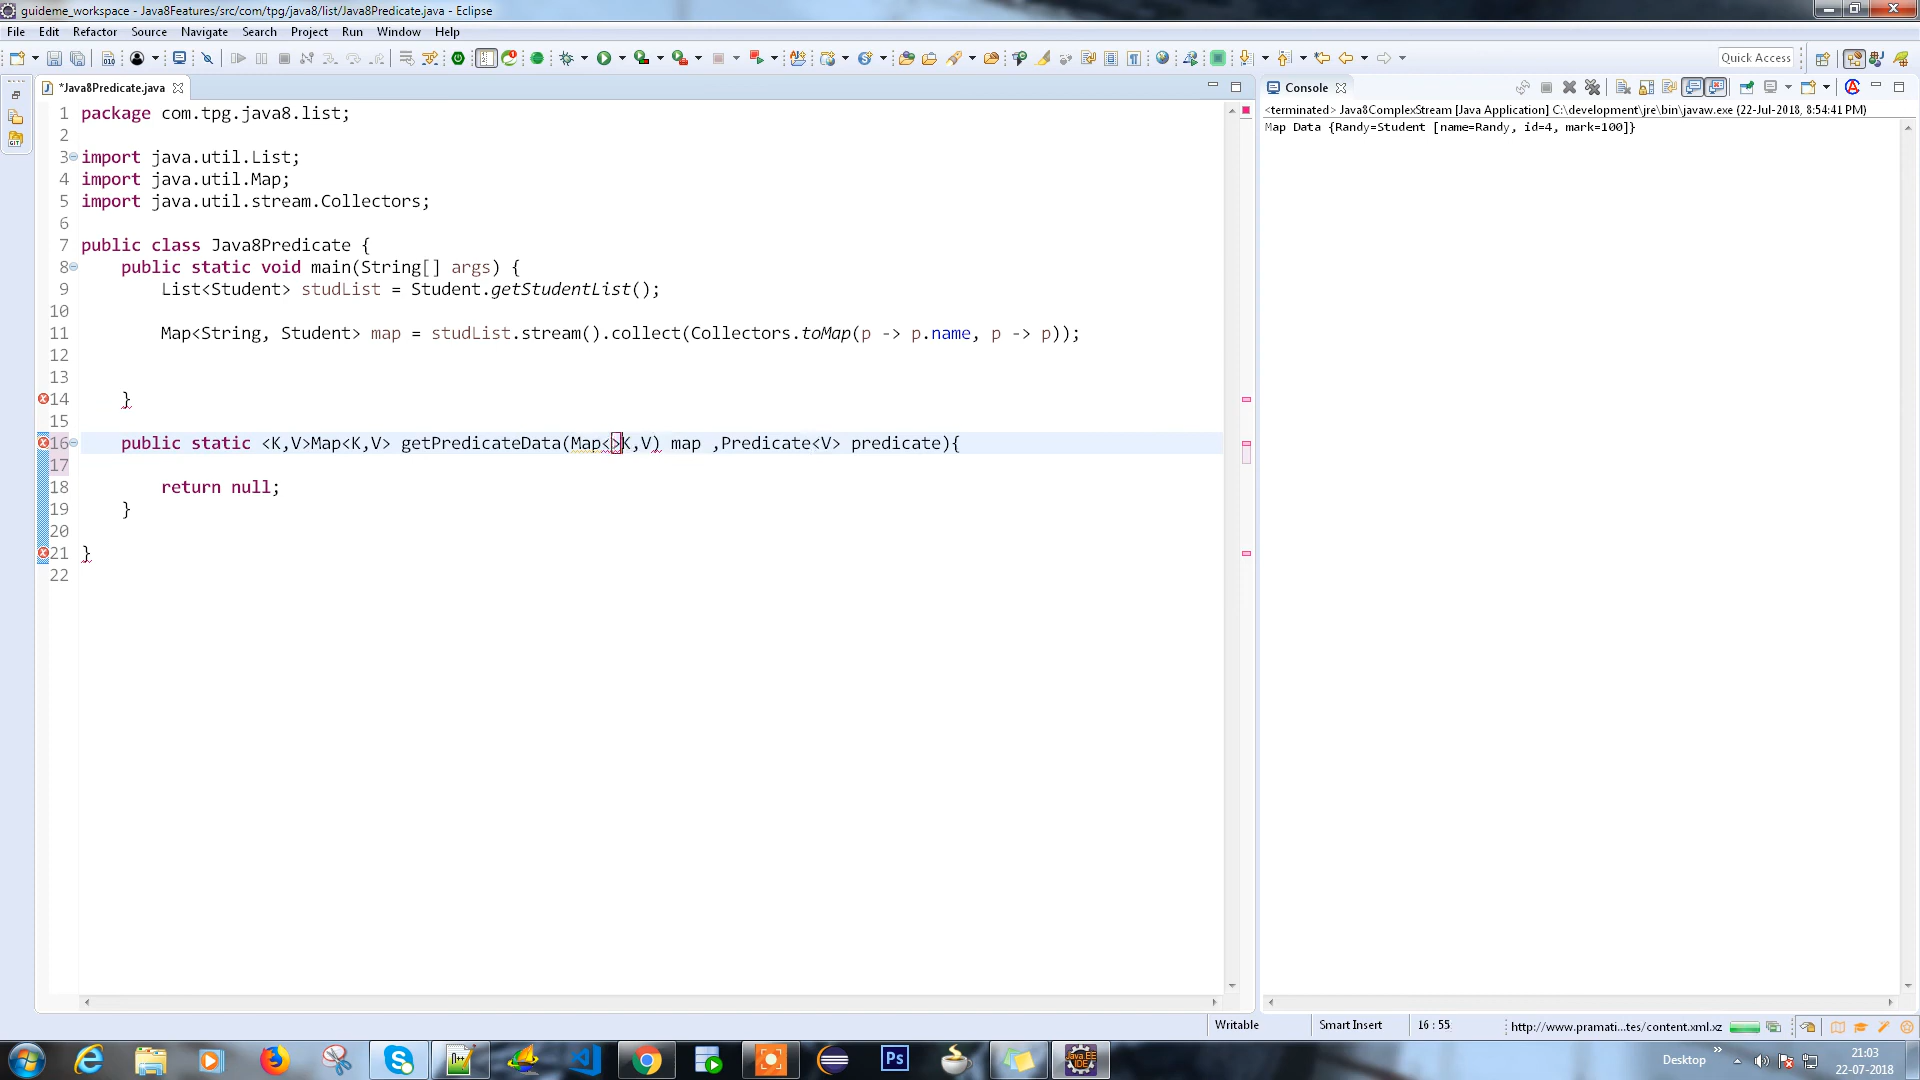 guideme_workspace - Java8Features/src/com/tpg/java8/list/Java8Predicate.java - Eclipse
File Edit Refactor Source Navigate Search Project Run Window Help
Quick Access
*Java8Predicate.java
1 package com.tpg.java8.list;
2
3 import java.util.List;
4 import java.util.Map;
5 import java.util.stream.Collectors;
6
7 public class Java8Predicate {
8 public static void main(String[] args) {
9 List<Student> studList = Student.getStudentList();
10
11 Map<String, Student> map = studList.stream().collect(Collectors.toMap(p -> p.name, p -> p));
12
13
14 }
15
16 public static <K,V>Map<K,V> getPredicateData(Map<>K,V) map ,Predicate<V> predicate){
17
18 return null;
19 }
20
21 }
22
Console
<terminated> Java8ComplexStream [Java Application] C:\development\jre\bin\javaw.exe (22-Jul-2018, 8:54:41 PM)
Map Data {Randy=Student [name=Randy, id=4, mark=100]}
Writable Smart Insert 16 : 55 http://www.pramati...tes/content.xml.xz
Desktop
21:03
22-07-2018